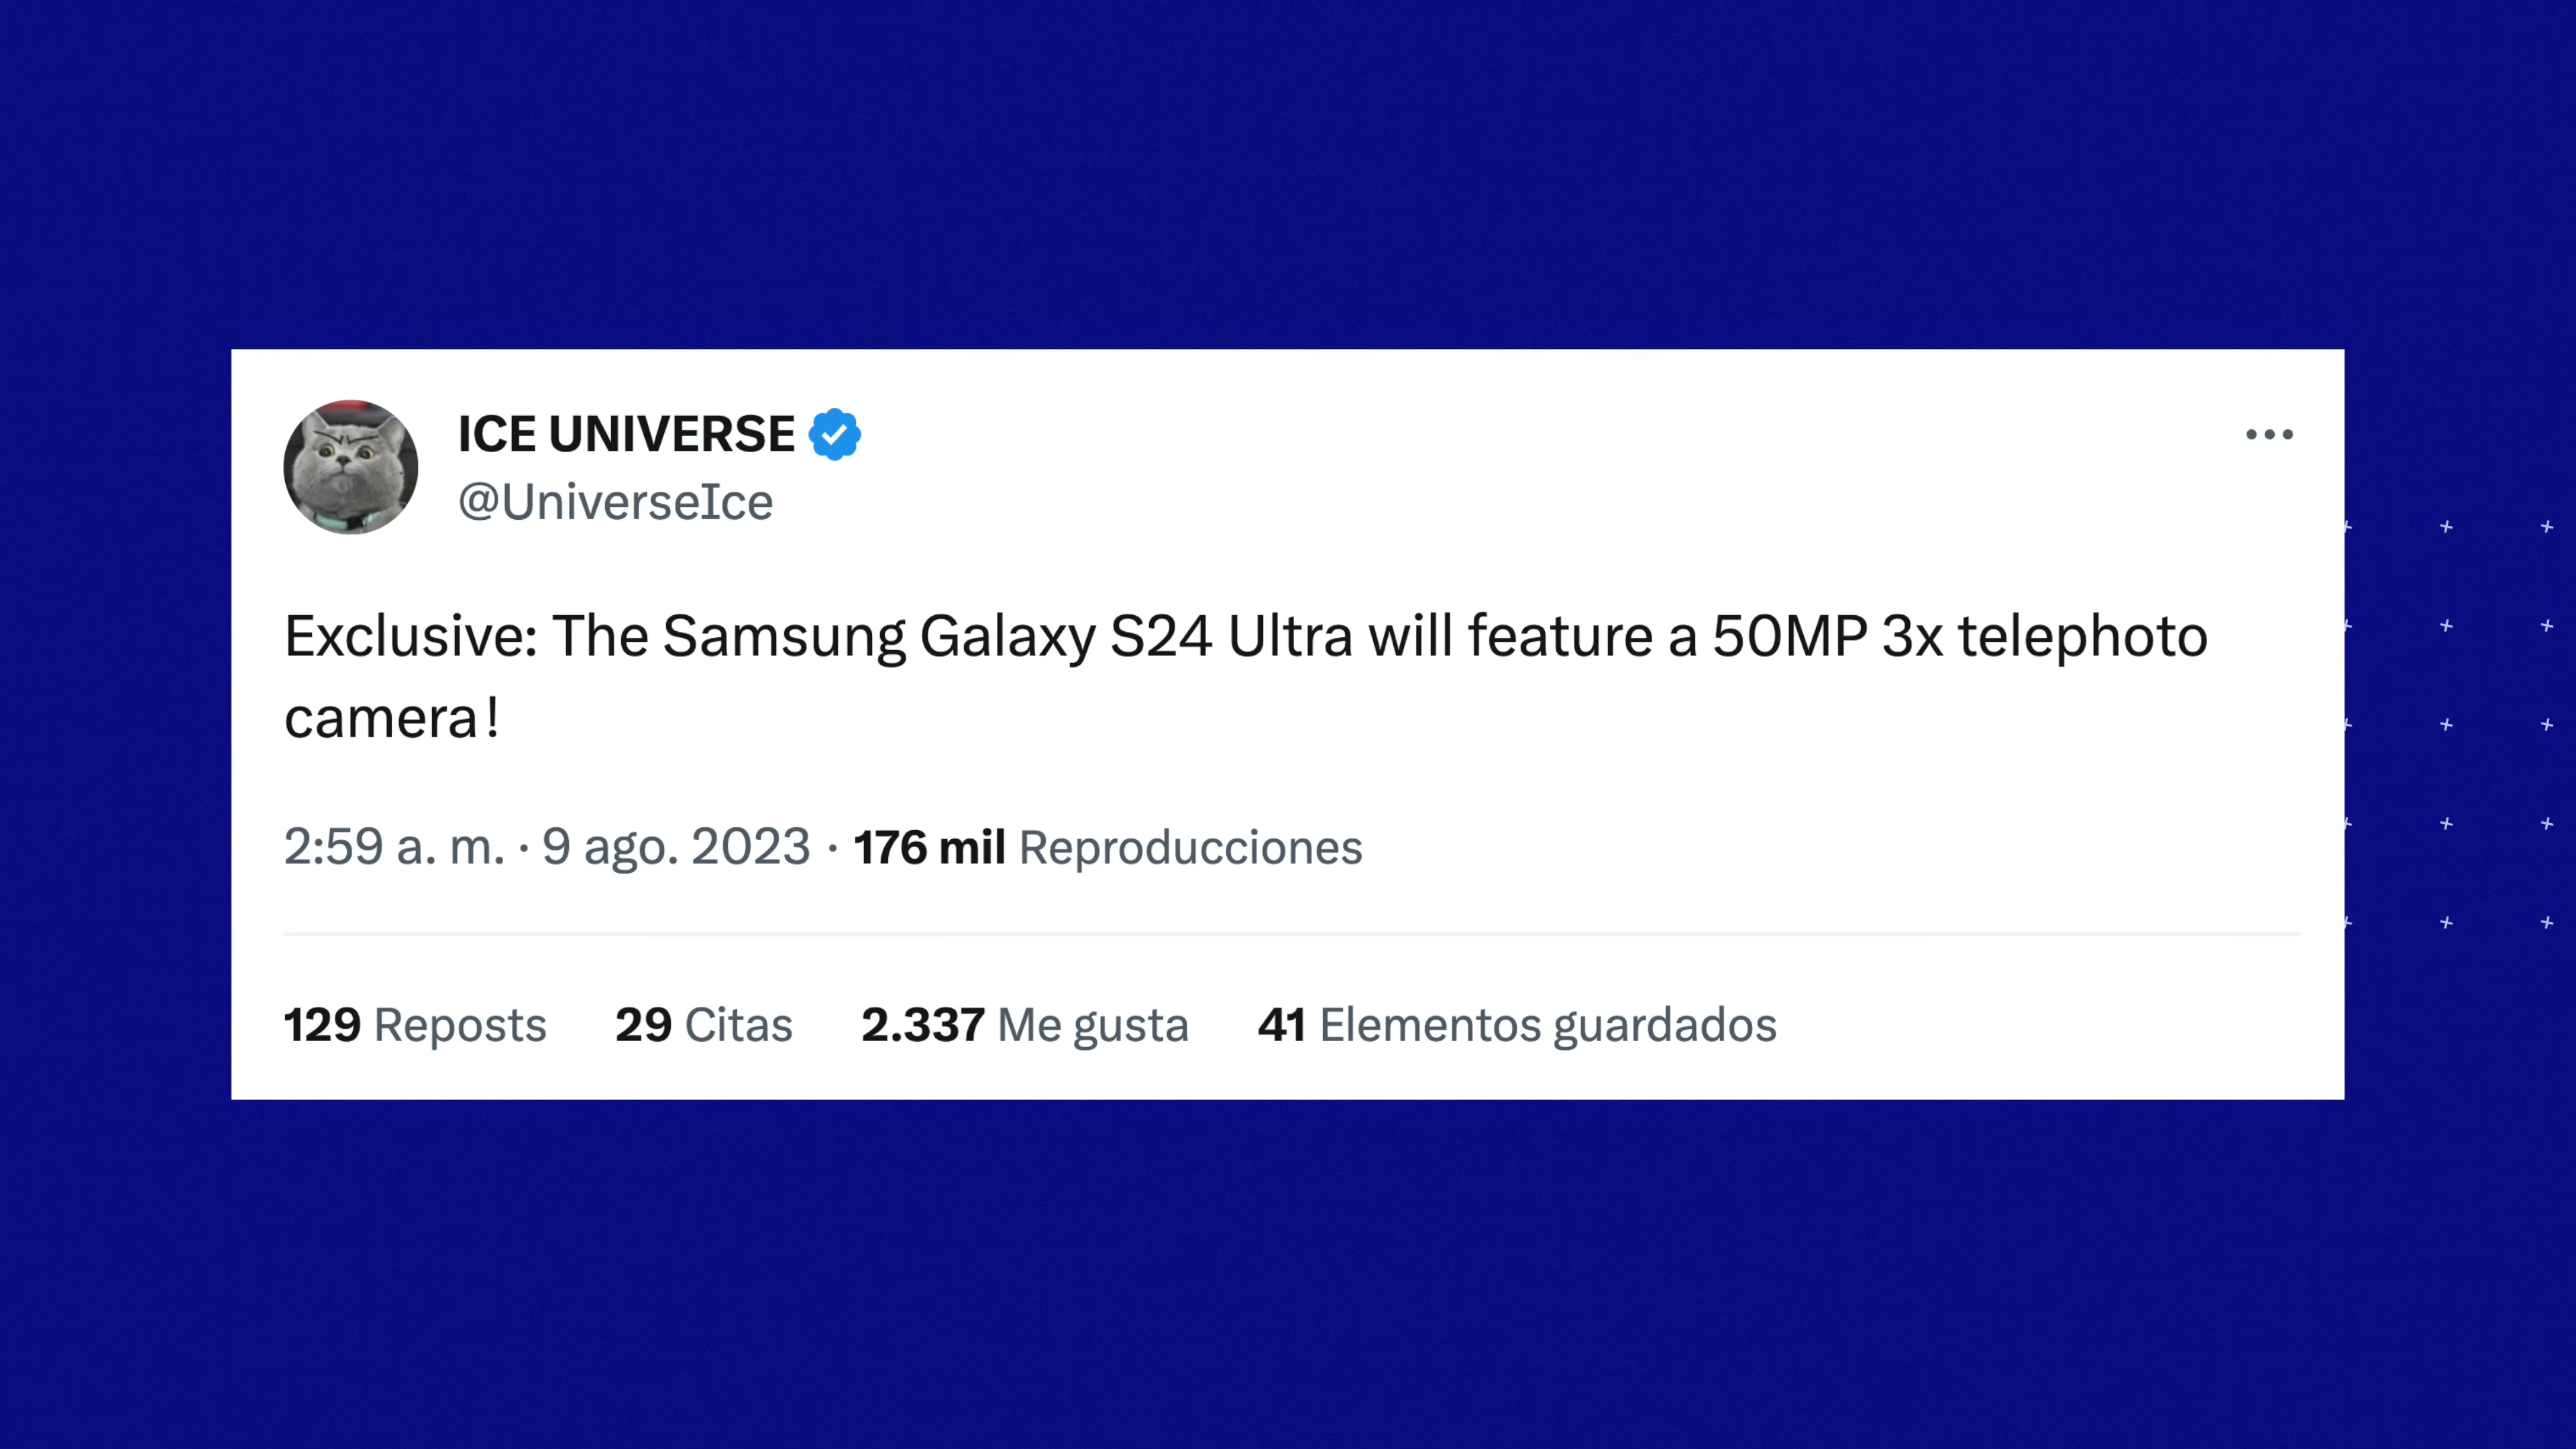 ICE UNIVERSE
@UniverseIce
Exclusive: The Samsung Galaxy S24 Ultra will feature a 50MP 3x telephoto
camera!
2:59 a. m. · 9 ago. 2023 · 176 mil Reproducciones
129 Reposts 29 Citas 2.337 Me gusta 41 Elementos guardados